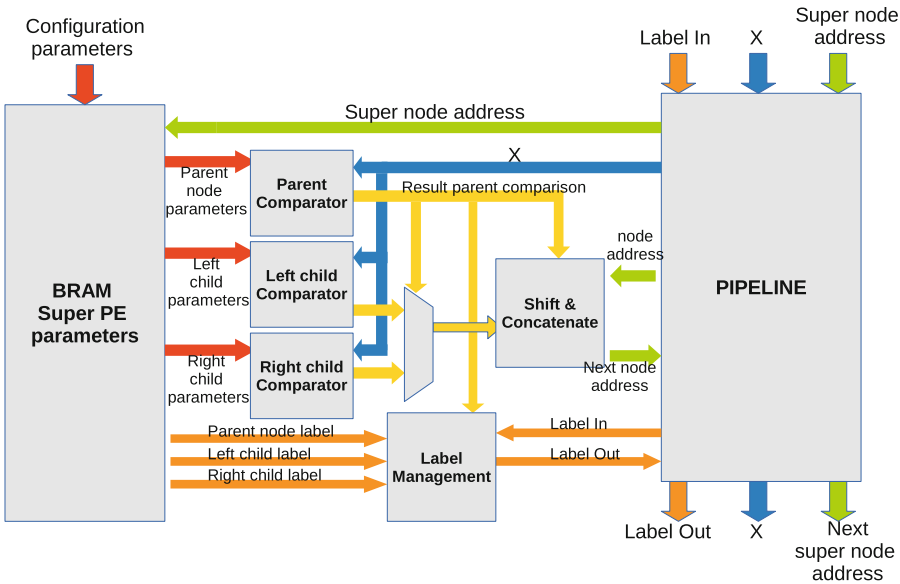 Configuration
parameters
Label In
X
Super node
address
Super node address
X
Parent
node
parameters
Parent
Comparator
Result parent comparison
Left
child
parameters
Left child
Comparator
node
address
BRAM
Super PE
parameters
PIPELINE
Shift &
Concatenate
Right
child
parameters
Right child
Comparator
Next node
address
Parent node label
Left child label
Right child label
Label
Management
Label In
Label Out
Label Out
X
Next
super node
address